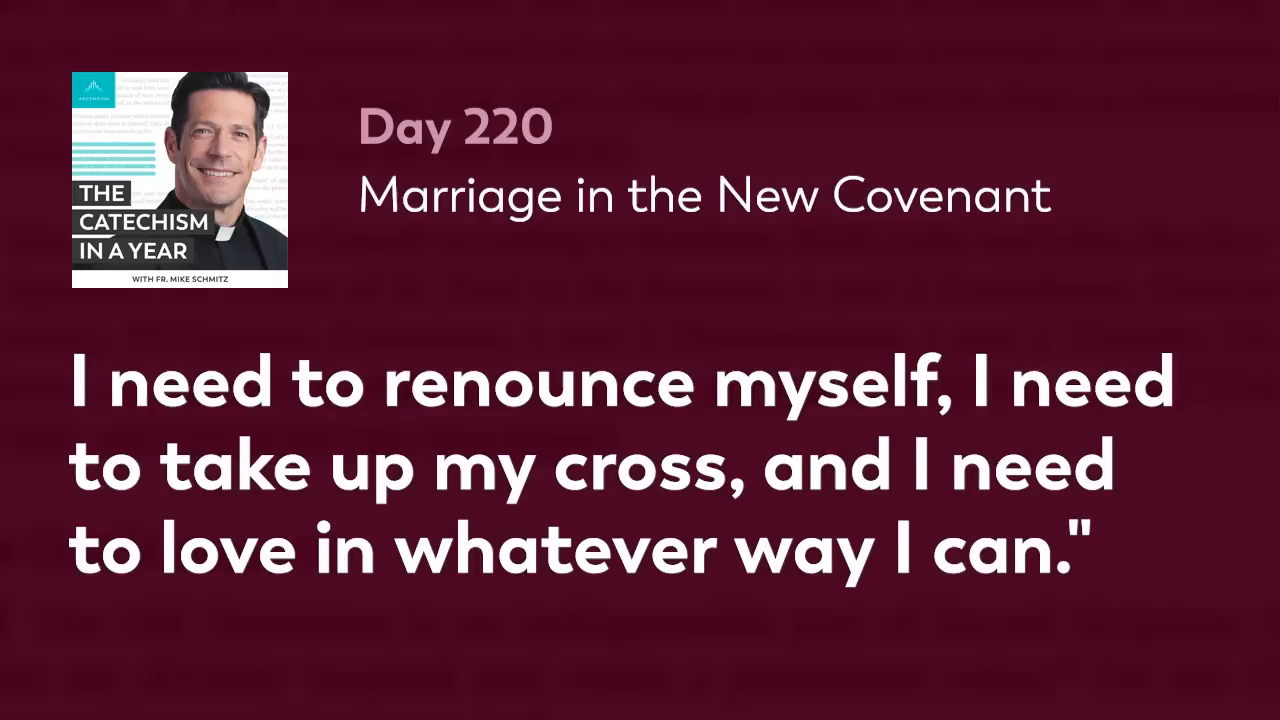 ASCENSION
THE
CATECHISM
IN A YEAR
WITH FR. MIKE SCHMITZ
Day 220
Marriage in the New Covenant
I need to renounce myself, I need
to take up my cross, and I need
to love in whatever way I can."